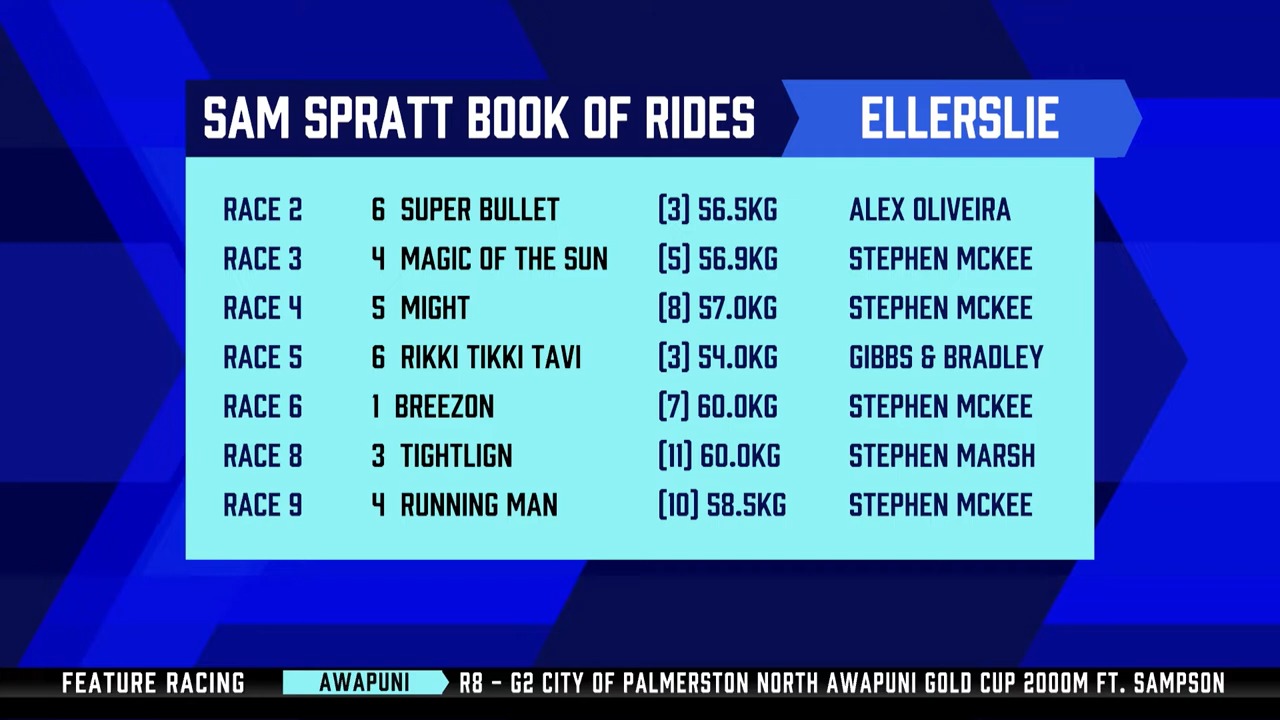 SAM SPRATT BOOK OF RIDES ELLERSLIE
RACE 2 6 SUPER BULLET (3) 56.5KG ALEX OLIVEIRA
RACE 3 4 MAGIC OF THE SUN (5) 56.9KG STEPHEN MCKEE
RACE 4 5 MIGHT (8) 57.0KG STEPHEN MCKEE
RACE 5 6 RIKKI TIKKI TAVI (3) 54.0KG GIBBS & BRADLEY
RACE 6 1 BREEZON (7) 60.0KG STEPHEN MCKEE
RACE 8 3 TIGHTLIGN (11) 60.0KG STEPHEN MARSH
RACE 9 4 RUNNING MAN (10) 58.5KG STEPHEN MCKEE
FEATURE RACING AWAPUNI R8 - G2 CITY OF PALMERSTON NORTH AWAPUNI GOLD CUP 2000M FT. SAMPSON